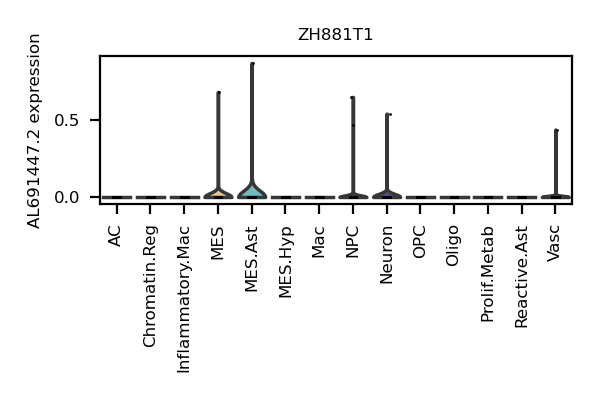 ZH881T1
AL691447.2 expression
0.5
0.0
AC
Chromatin.Reg
Inflammatory.Mac
MES
MES.Ast
MES.Hyp
Mac
NPC
Neuron
OPC
Oligo
Prolif.Metab
Reactive.Ast
Vasc